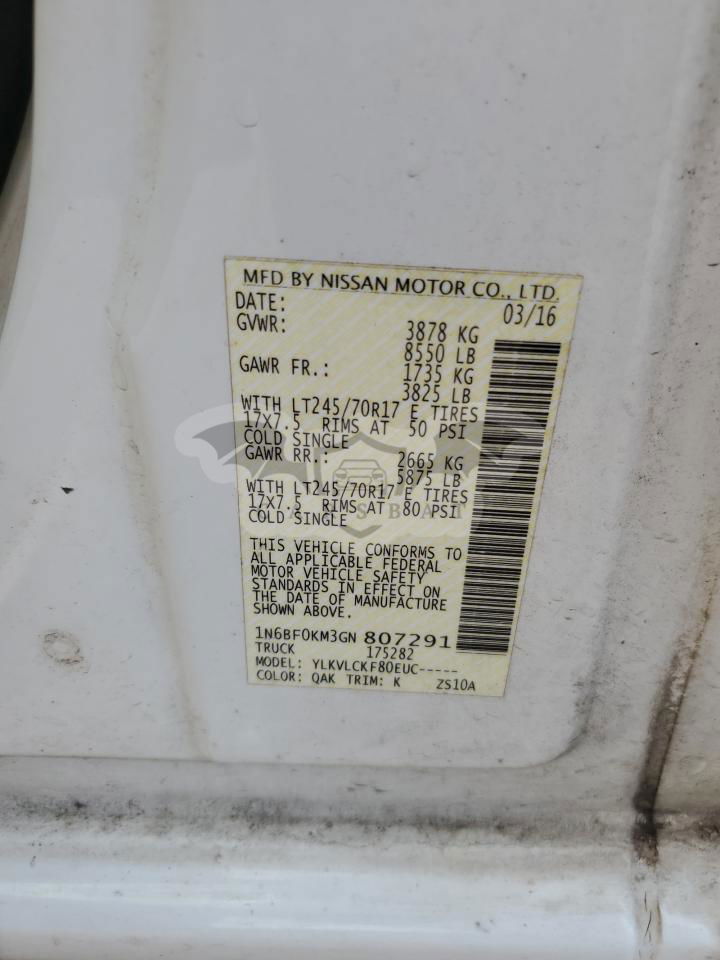 MFD BY NISSAN MOTOR CO., LTD.
DATE: 03/16
GVWR: 3878 KG
8550 LB
GAWR FR.: 1735 KG
3825 LB
WITH LT245/70R17 E TIRES
17X7.5 RIMS AT 50 PSI
COLD SINGLE
GAWR RR.: 2665 KG
5875 LB
WITH LT245/70R17 E TIRES
17X7.5 RIMS AT 80 PSI
COLD SINGLE
THIS VEHICLE CONFORMS TO
ALL APPLICABLE FEDERAL
MOTOR VEHICLE SAFETY
STANDARDS IN EFFECT ON
THE DATE OF MANUFACTURE
SHOWN ABOVE.
1N6BF0KM3GN 807291
TRUCK 175282
MODEL: YLKVLCKF80EUC-----
COLOR: QAK TRIM: K ZS10A